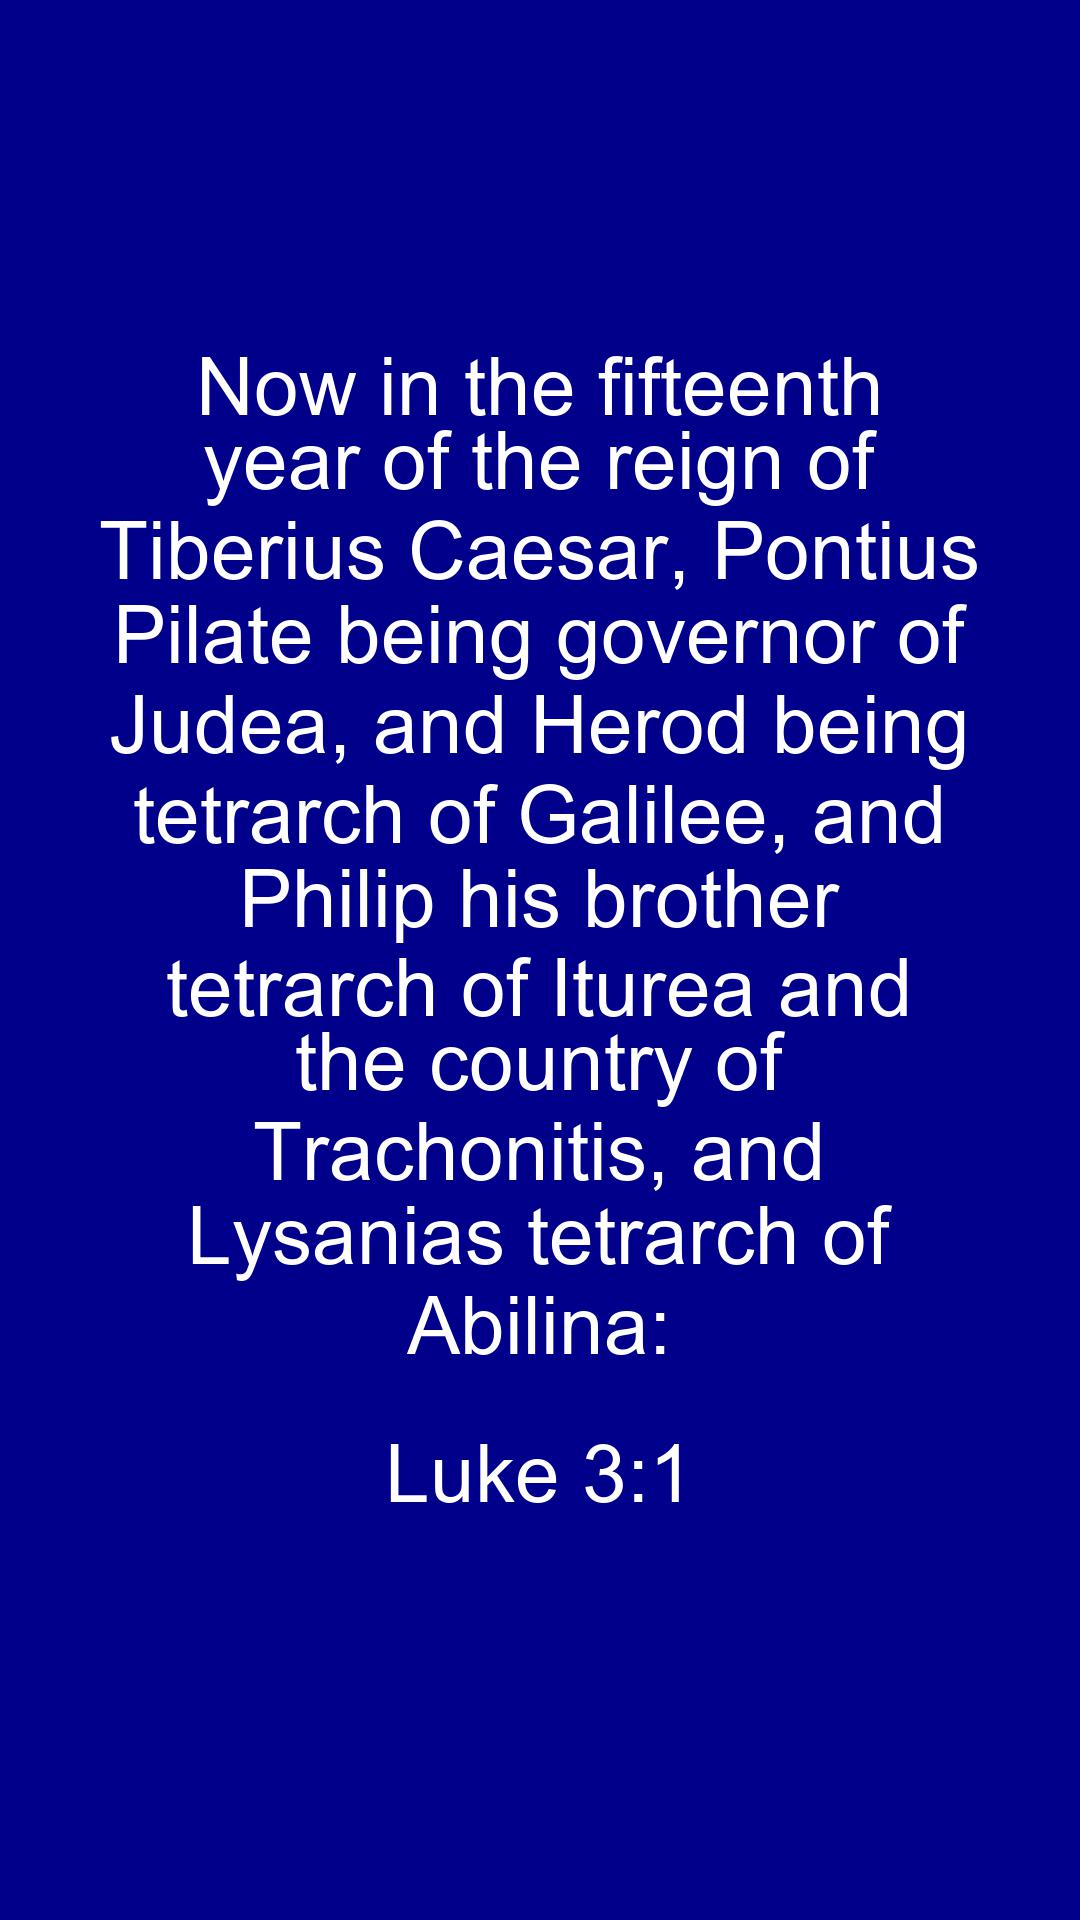 Now in the fifteenth
year of the reign of
Tiberius Caesar, Pontius
Pilate being governor of
Judea, and Herod being
tetrarch of Galilee, and
Philip his brother
tetrarch of Iturea and
the country of
Trachonitis, and
Lysanias tetrarch of
Abilina:
Luke 3:1